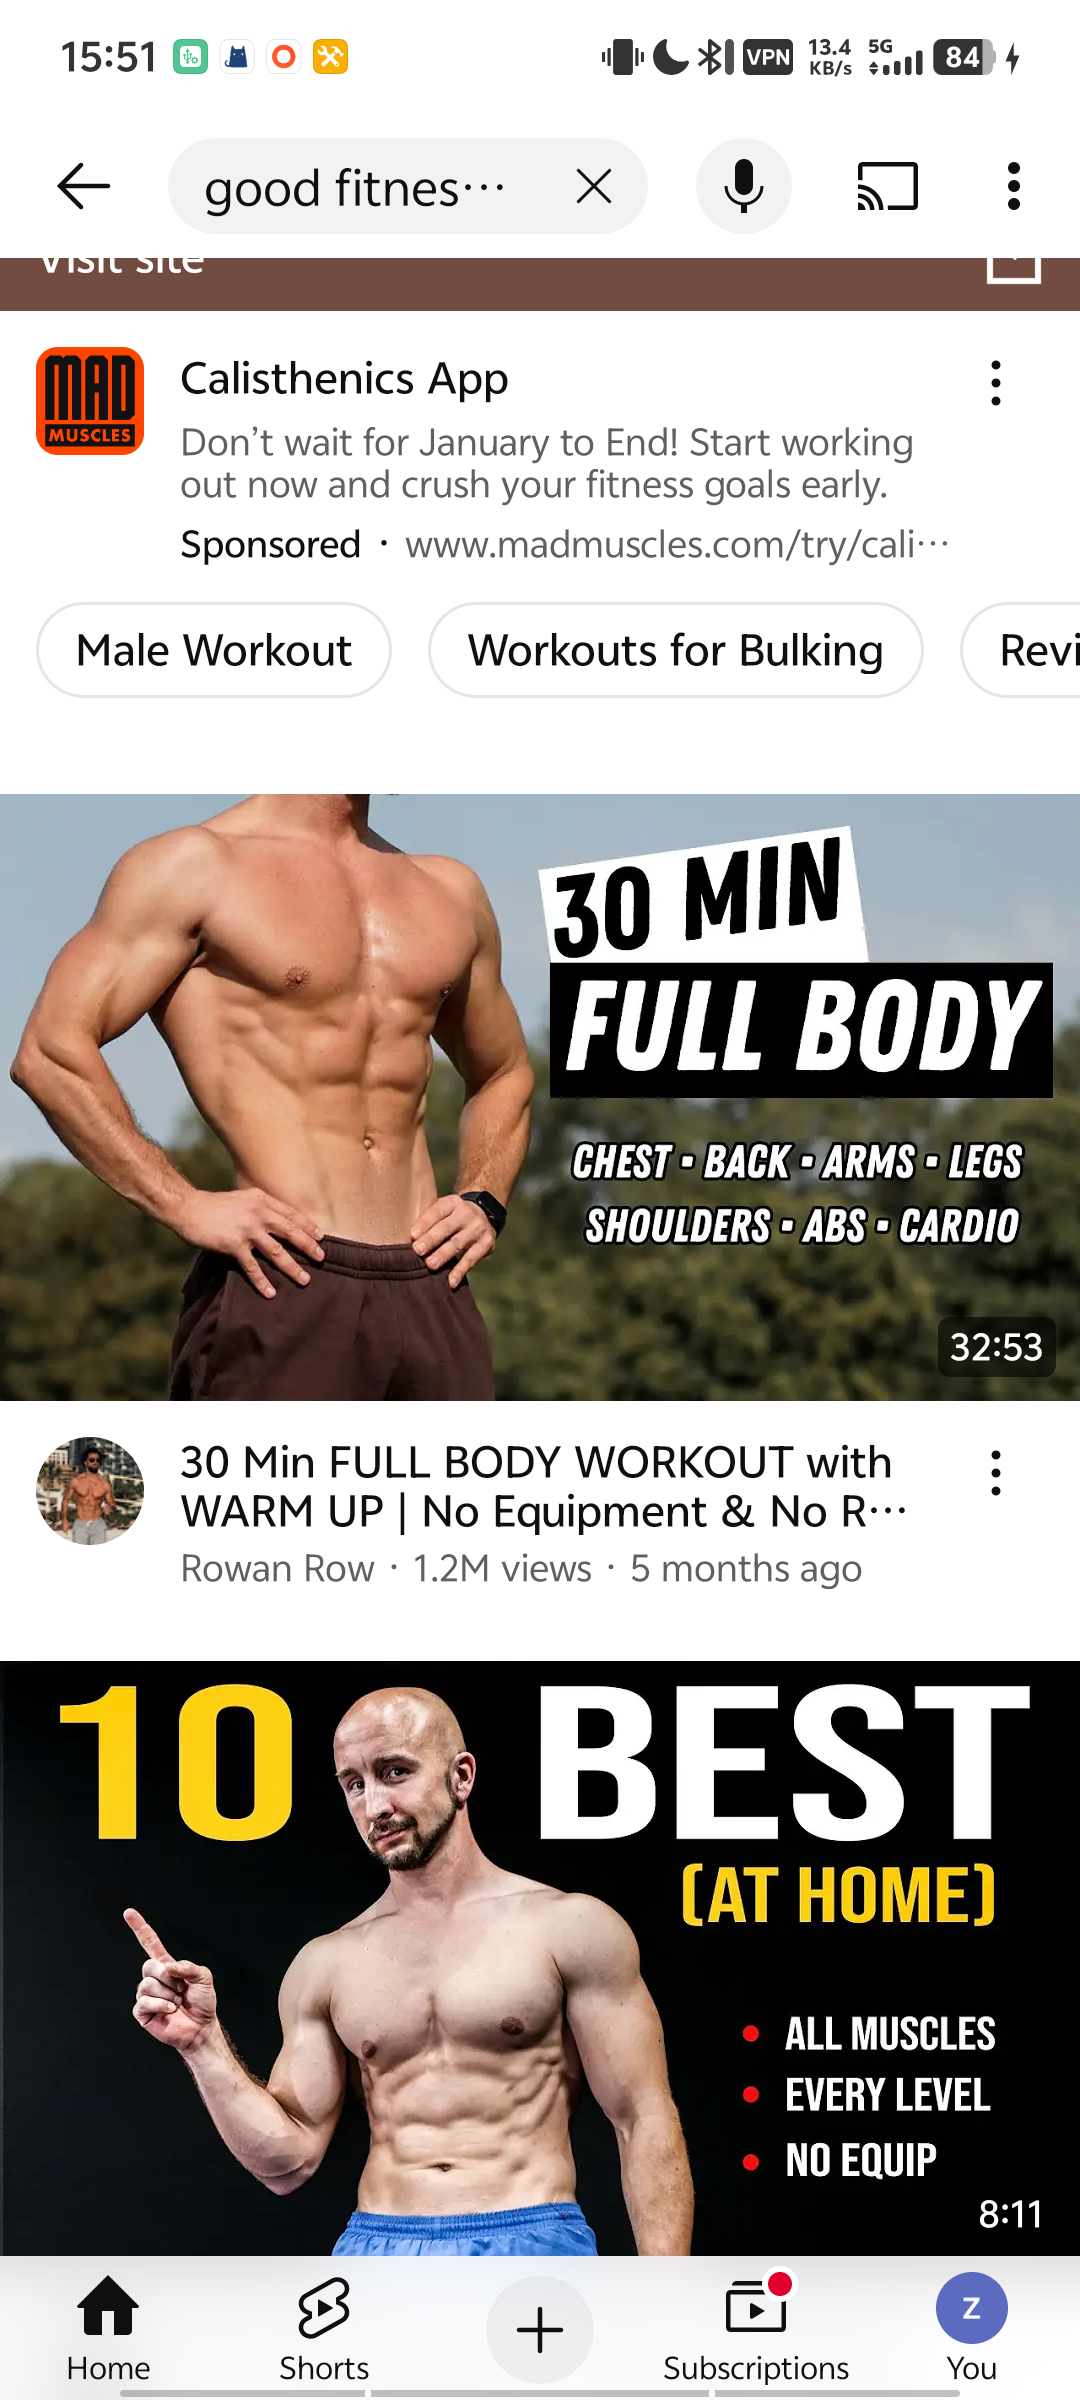 15:51
VPN
13.4
KB/s
5G
84
good fitnes···
Visit site
MAD
MUSCLES
Calisthenics App
Don't wait for January to End! Start working
out now and crush your fitness goals early.
Sponsored · www.madmuscles.com/try/cali···
Male Workout
Workouts for Bulking
Revi
30 MIN
FULL BODY
CHEST • BACK • ARMS • LEGS
SHOULDERS • ABS • CARDIO
32:53
30 Min FULL BODY WORKOUT with
WARM UP | No Equipment & No R···
Rowan Row · 1.2M views · 5 months ago
10 BEST
(AT HOME)
• ALL MUSCLES
• EVERY LEVEL
• NO EQUIP
8:11
Home
Shorts
Subscriptions
Z
You